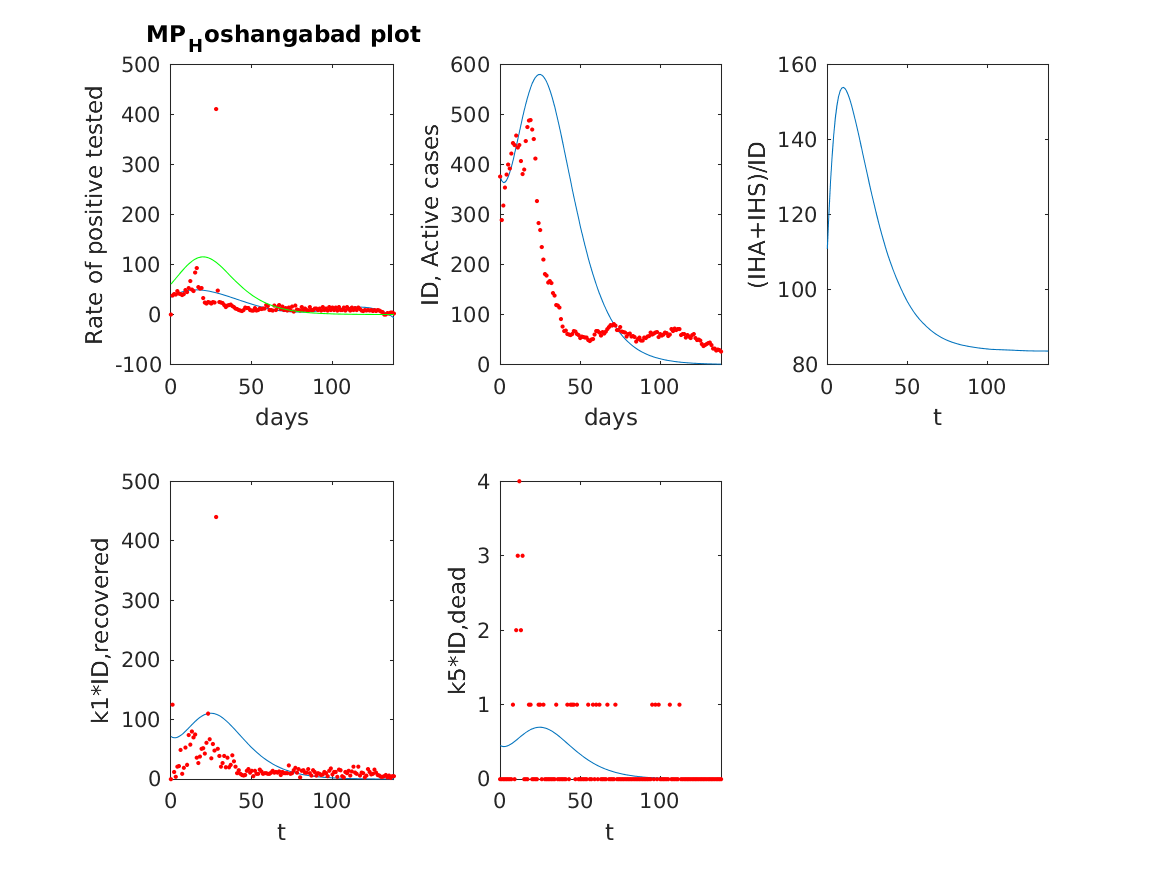 MP_Hoshangabad plot
500
400
300
200
100
0
-100
0 50 100
Rate of positive tested
days
600
500
400
300
200
100
0
0 50 100
ID, Active cases
days
160
140
120
100
80
0 50 100
(IHA+IHS)/ID
t
500
400
300
200
100
0
0 50 100
k1*ID,recovered
t
4
3
2
1
0
0 50 100
k5*ID,dead
t